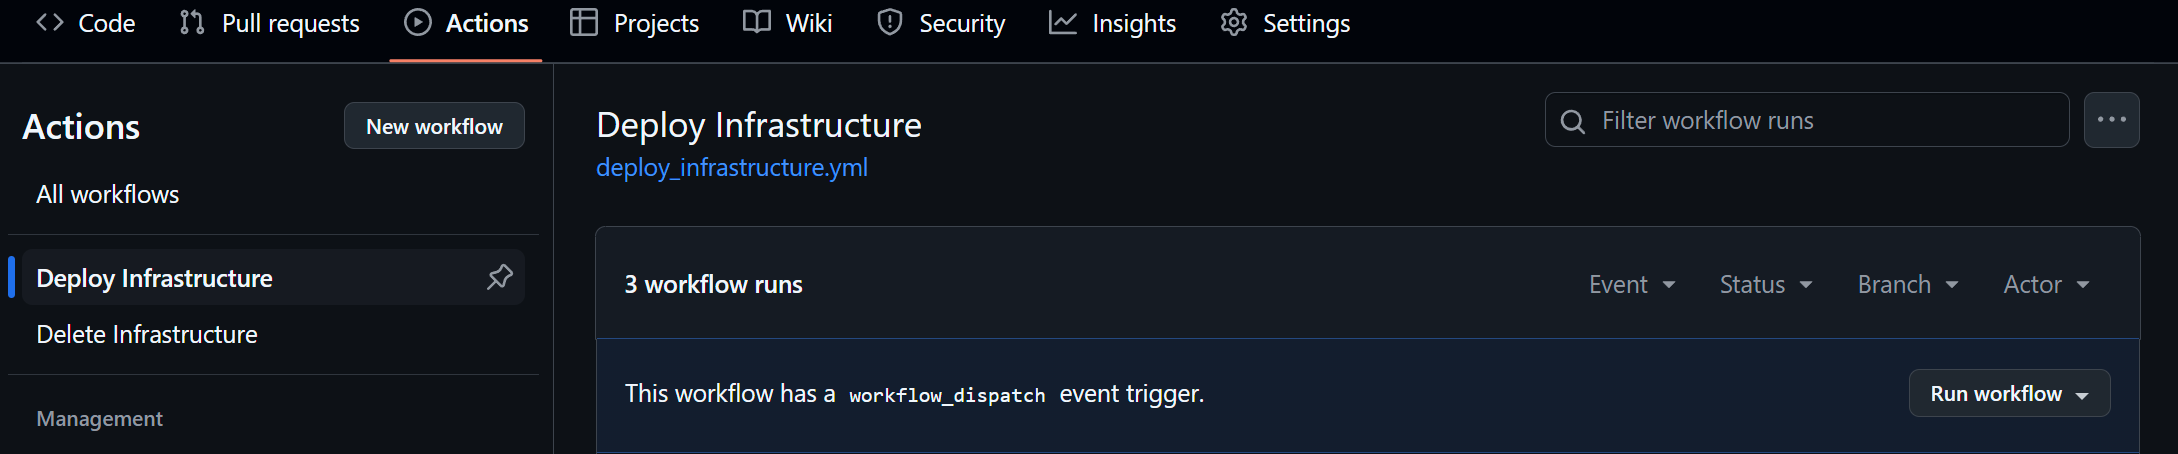 Code Pull requests Actions Projects Wiki Security Insights Settings
Actions New workflow
All workflows
Deploy Infrastructure
Delete Infrastructure
Management
Deploy Infrastructure
deploy_infrastructure.yml
Filter workflow runs
3 workflow runs Event Status Branch Actor
This workflow has a workflow_dispatch event trigger. Run workflow